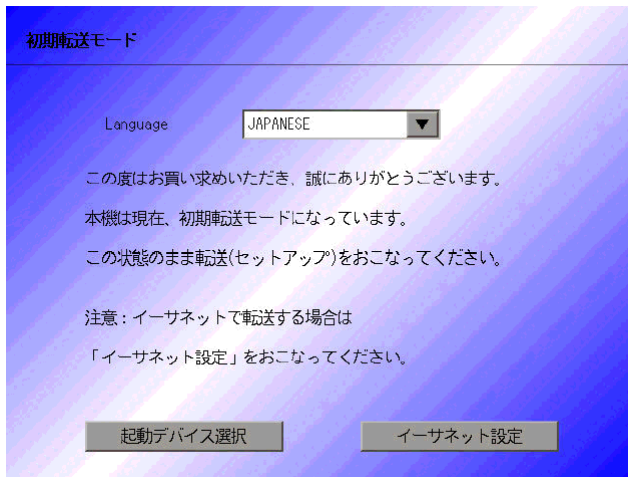 初期転送モード
Language JAPANESE ▼
この度はお買い求めいただき、誠にありがとうございます。
本機は現在、初期転送モードになっています。
この状態のまま転送(セットアップ)をおこなってください。
注意：イーサネットで転送する場合は
「イーサネット設定」をおこなってください。
起動デバイス選択 イーサネット設定